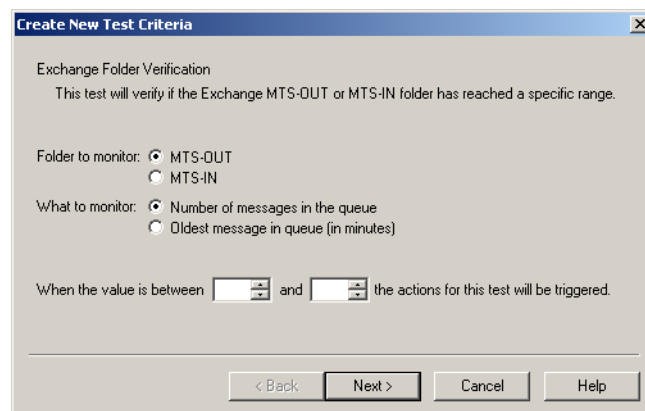 Create New Test Criteria
Exchange Folder Verification
This test will verify if the Exchange MTS-OUT or MTS-IN folder has reached a specific range.
Folder to monitor: MTS-OUT
MTS-IN
What to monitor: Number of messages in the queue
Oldest message in queue (in minutes)
When the value is between and the actions for this test will be triggered.
< Back Next > Cancel Help